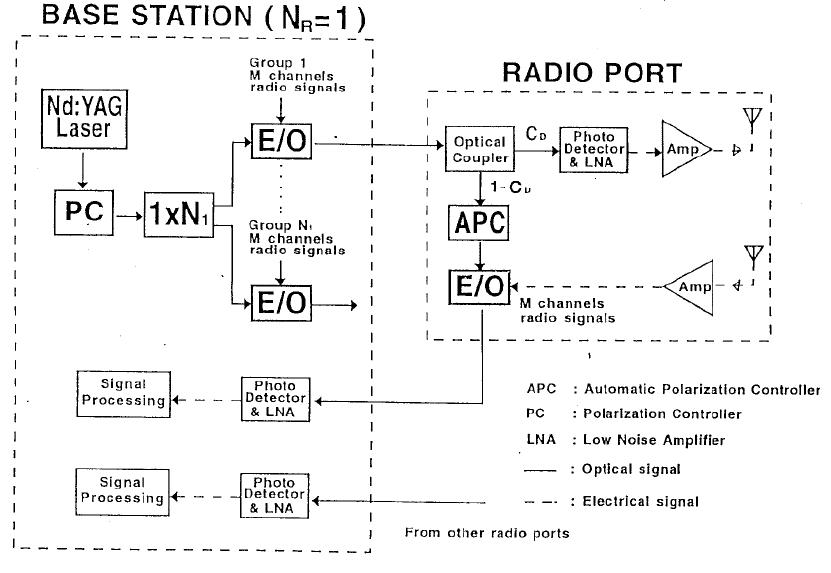 BASE STATION (NR=1)
RADIO PORT
Group 1
M channels
radio signals
Nd:YAG
Laser
E/O
Optical
Coupler
CD
Photo
Detector
& LNA
Amp
1-CD
PC
1xN1
APC
Group N1
M channels
radio signals
E/O
E/O
Amp
M channels
radio signals
Signal
Processing
Photo
Detector
& LNA
APC : Automatic Polarization Controller
PC : Polarization Controller
LNA : Low Noise Amplifier
: Optical signal
: Electrical signal
Signal
Processing
Photo
Detector
& LNA
From other radio ports